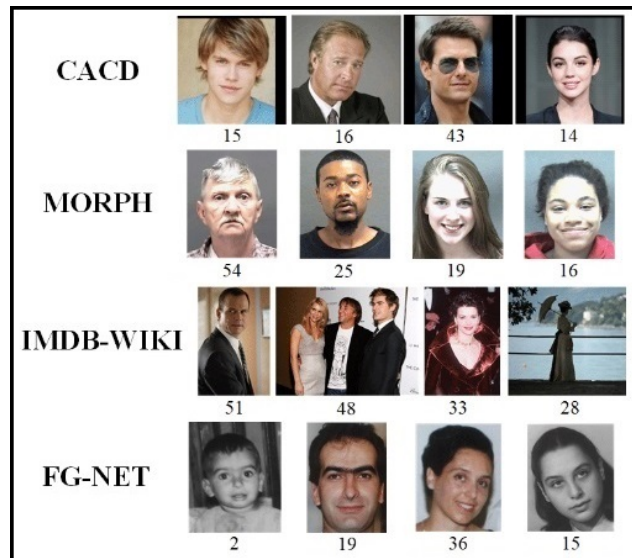 CACD
15 16 43 14
MORPH
54 25 19 16
IMDB-WIKI
51 48 33 28
FG-NET
2 19 36 15